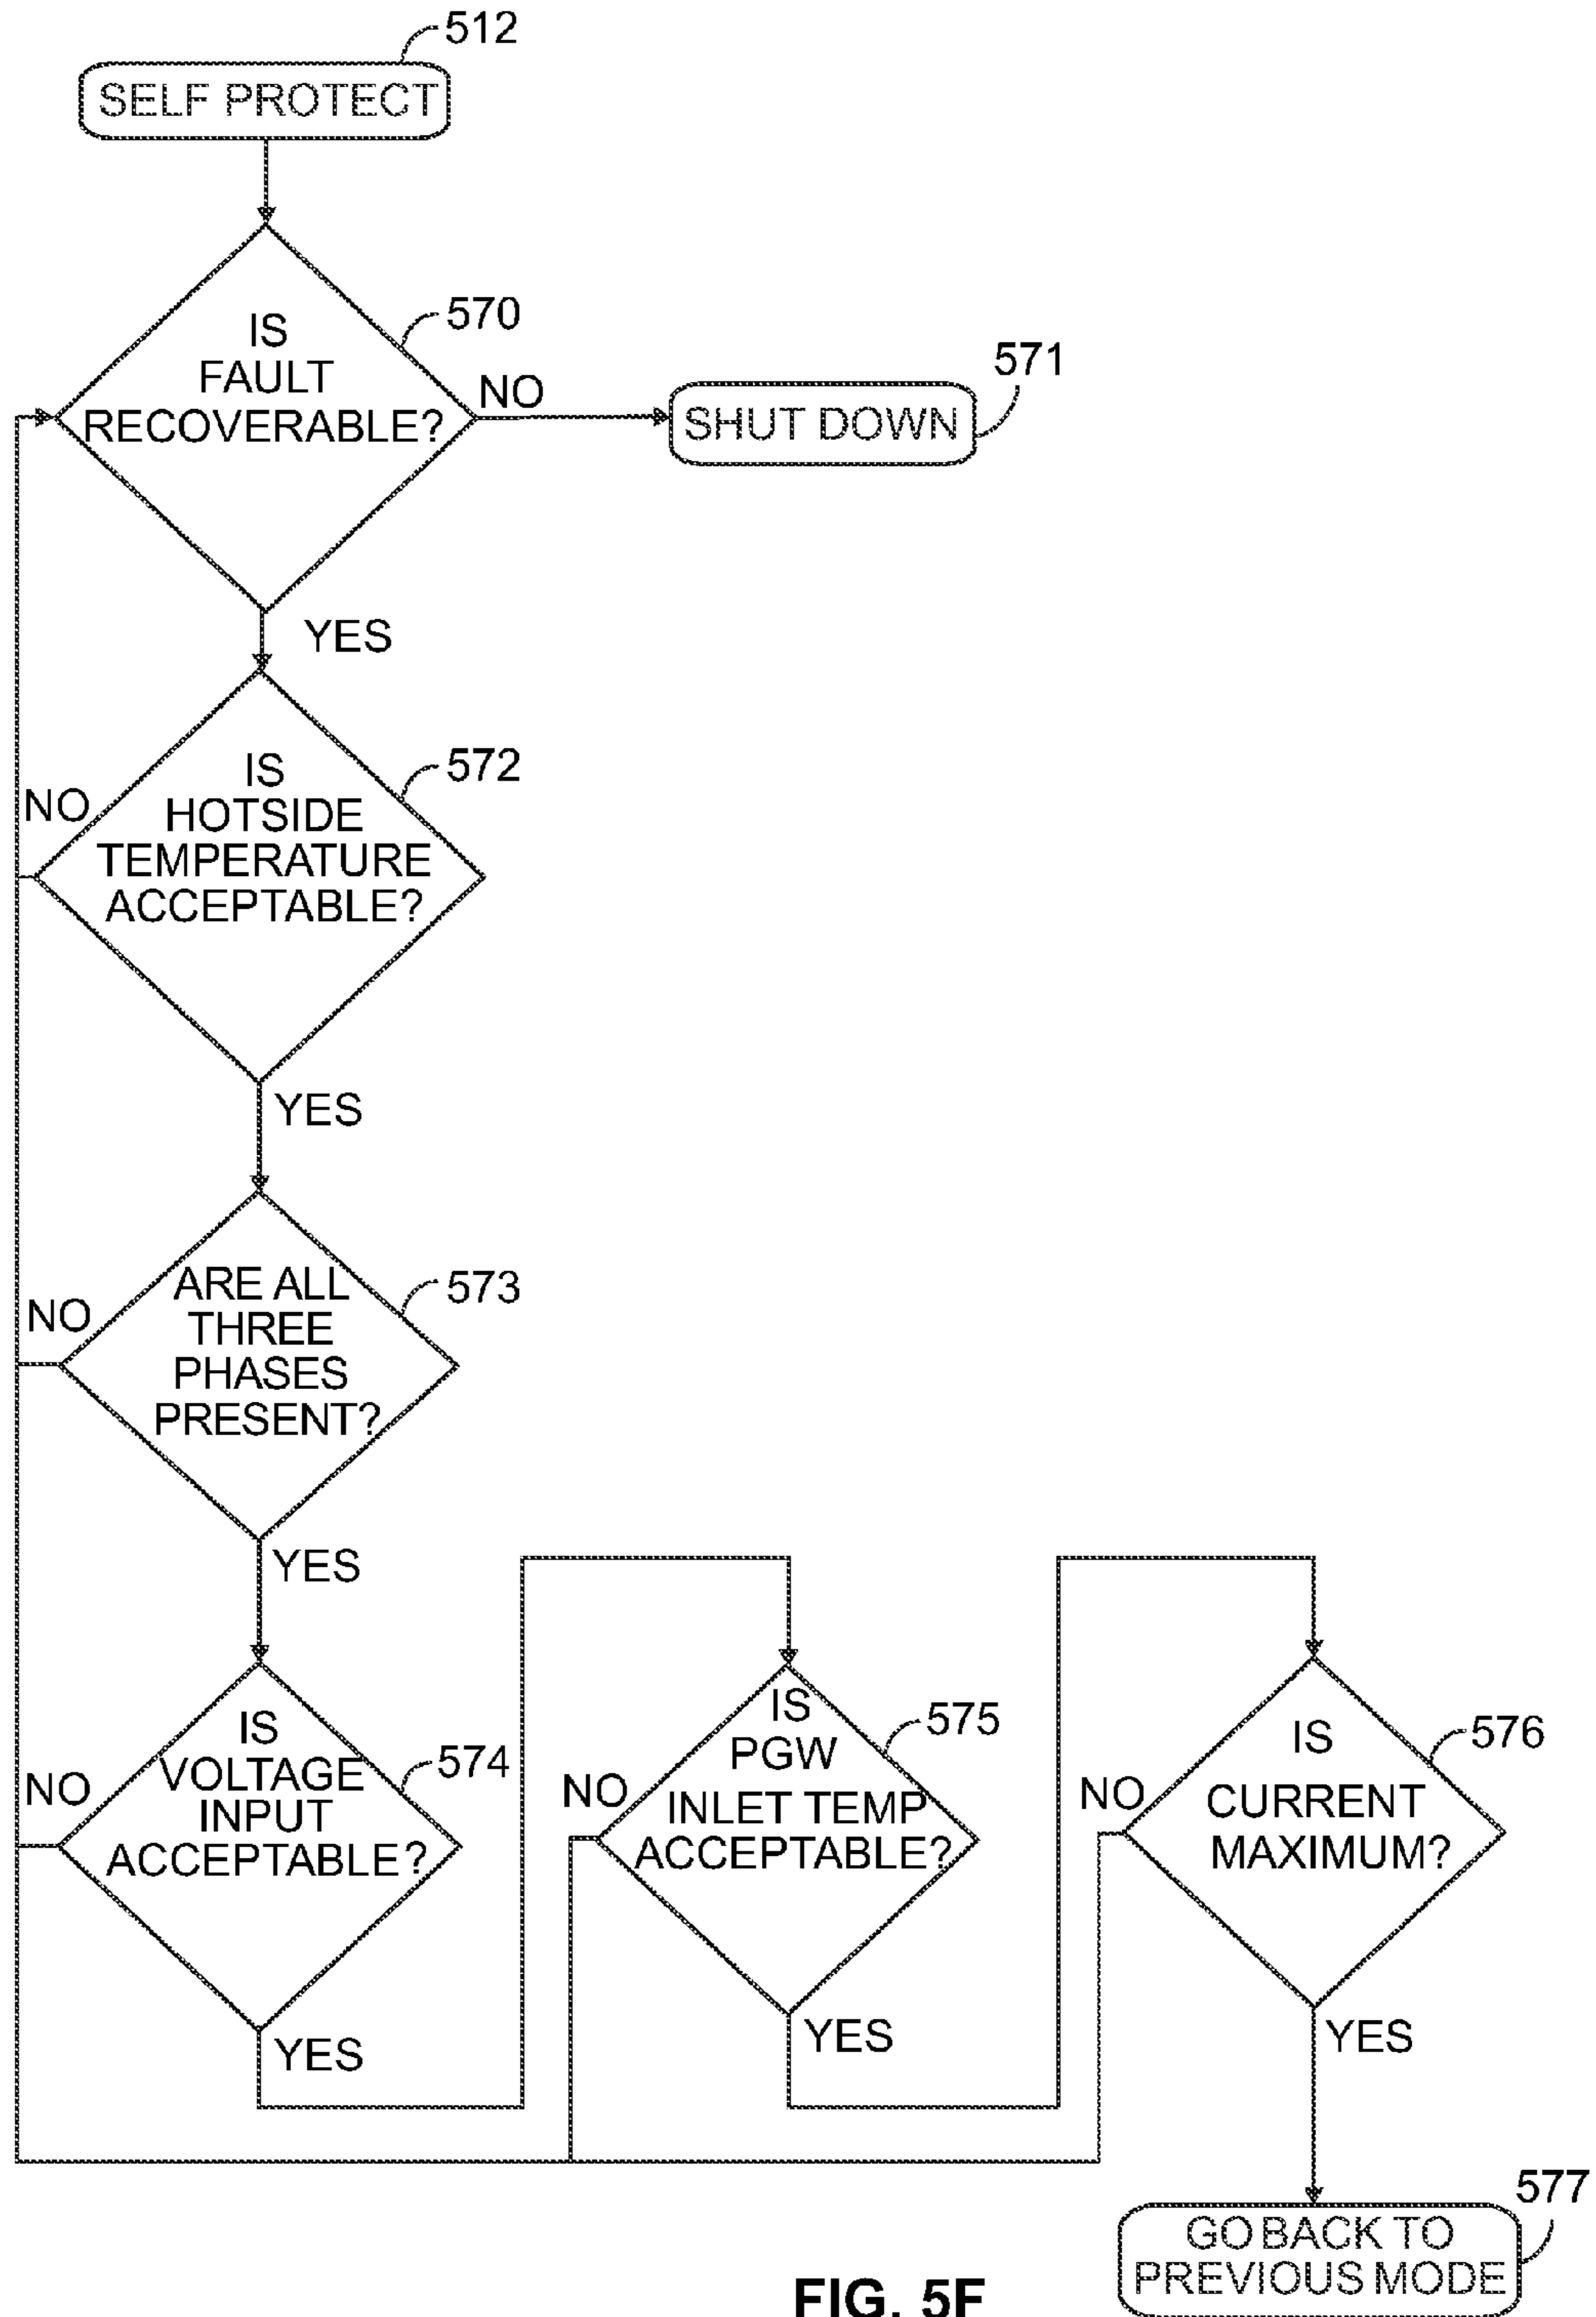 512
SELF PROTECT
570
IS
FAULT
RECOVERABLE?
NO
571
SHUT DOWN
YES
572
IS
HOTSIDE
TEMPERATURE
ACCEPTABLE?
NO
YES
573
ARE ALL
THREE
PHASES
PRESENT?
NO
YES
574
IS
VOLTAGE
INPUT
ACCEPTABLE?
NO
YES
575
IS
PGW
INLET TEMP
ACCEPTABLE?
NO
YES
576
IS
CURRENT
MAXIMUM?
NO
YES
577
GO BACK TO
PREVIOUS MODE
FIG. 5F